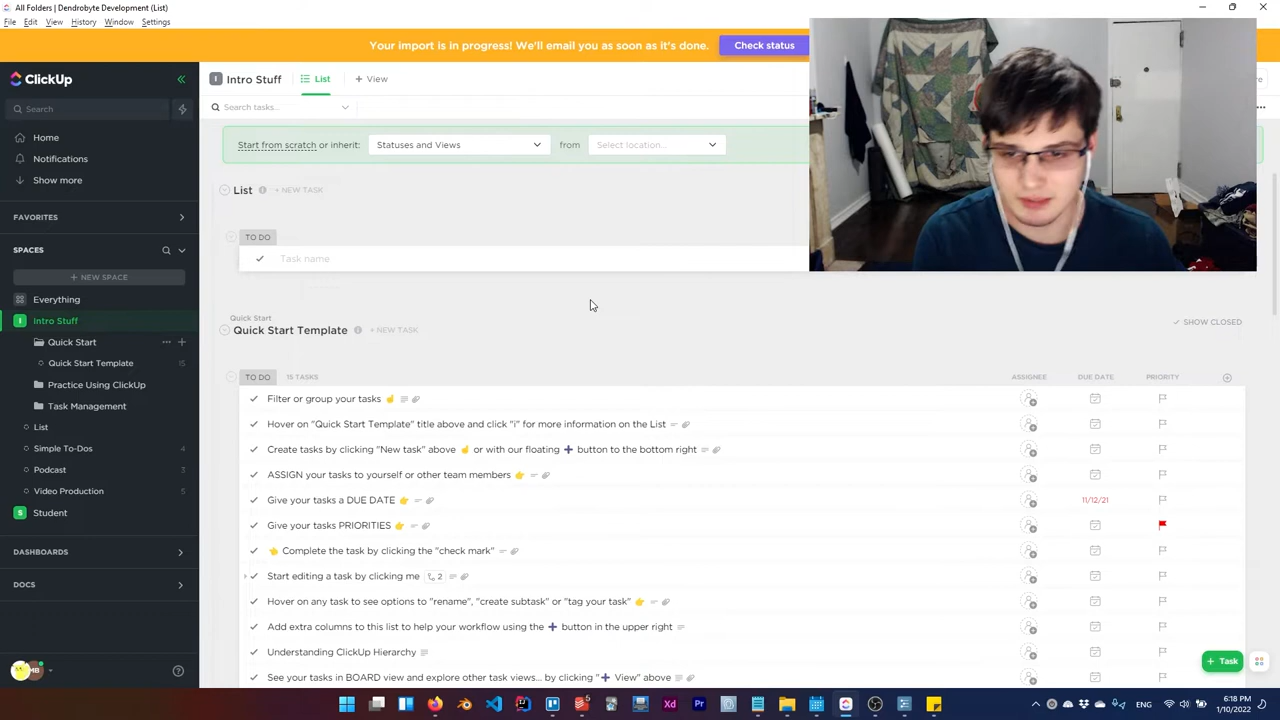 All Folders | Dendrobyte Development (List)
File Edit View History Window Settings
Your import is in progress! We'll email you as soon as it's done. Check status
ClickUp
Search
Home
Notifications
Show more
FAVORITES
SPACES
+ NEW SPACE
Everything
I Intro Stuff
Quick Start
Quick Start Template 15
Practice Using ClickUp
Task Management
List
Simple To-Dos 4
Podcast 3
Video Production 5
S Student
DASHBOARDS
DOCS
MB
I Intro Stuff List + View
Search tasks...
Start from scratch or inherit: Statuses and Views from Select location...
List + NEW TASK
TO DO
Task name
Quick Start
Quick Start Template + NEW TASK SHOW CLOSED
TO DO 15 TASKS ASSIGNEE DUE DATE PRIORITY
Filter or group your tasks ☝
Hover on "Quick Start Template" title above and click "i" for more information on the List
Create tasks by clicking "New task" above ☝ or with our floating ➕ button to the bottom right
ASSIGN your tasks to yourself or other team members 👉
Give your tasks a DUE DATE 👉 11/12/21
Give your tasks PRIORITIES 👉
👈 Complete the task by clicking the "check mark"
Start editing a task by clicking me 2
Hover on any task to see options to "rename", "create subtask" or "tag your task" 👉
Add extra columns to this list to help your workflow using the ➕ button in the upper right
Understanding ClickUp Hierarchy
See your tasks in BOARD view and explore other task views... by clicking "➕ View" above
+ Task
ENG 6:18 PM
1/10/2022